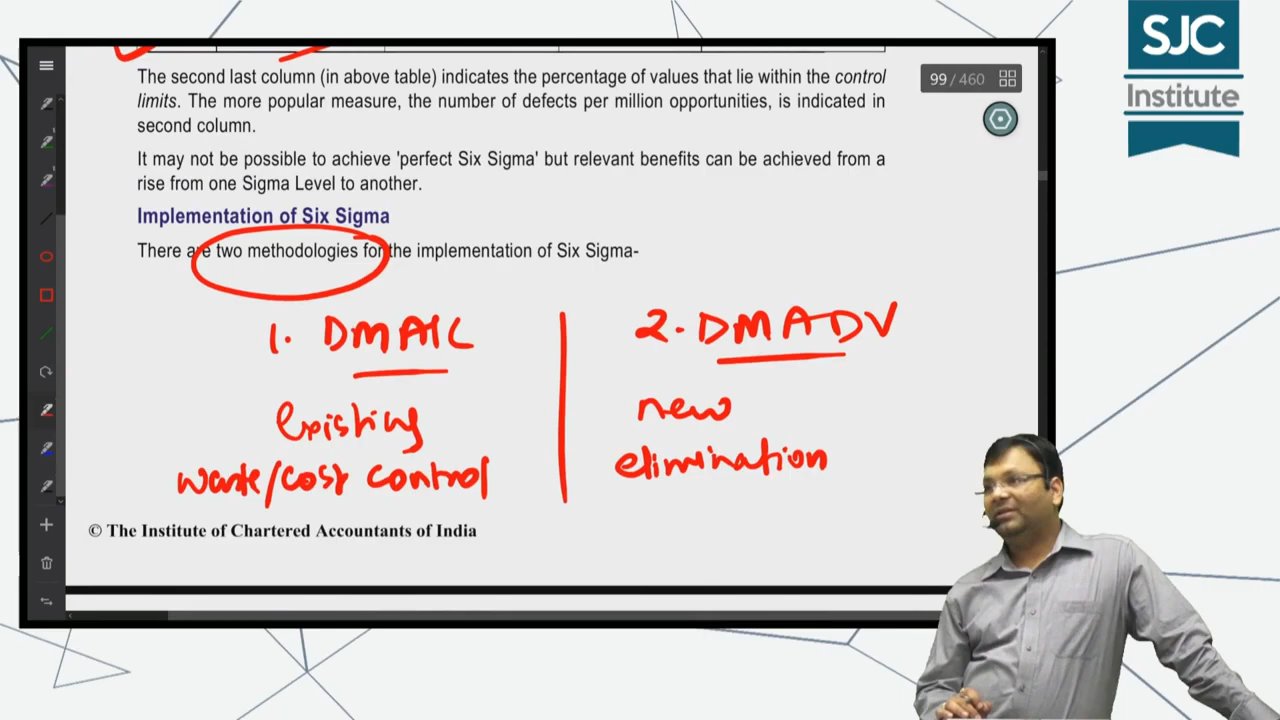 SJC
Institute
99 / 460
The second last column (in above table) indicates the percentage of values that lie within the control
limits. The more popular measure, the number of defects per million opportunities, is indicated in
second column.
It may not be possible to achieve 'perfect Six Sigma' but relevant benefits can be achieved from a
rise from one Sigma Level to another.
Implementation of Six Sigma
There are two methodologies for the implementation of Six Sigma-
1. DMAIC
existing
waste/cost control
2. DMADV
new
elimination
© The Institute of Chartered Accountants of India